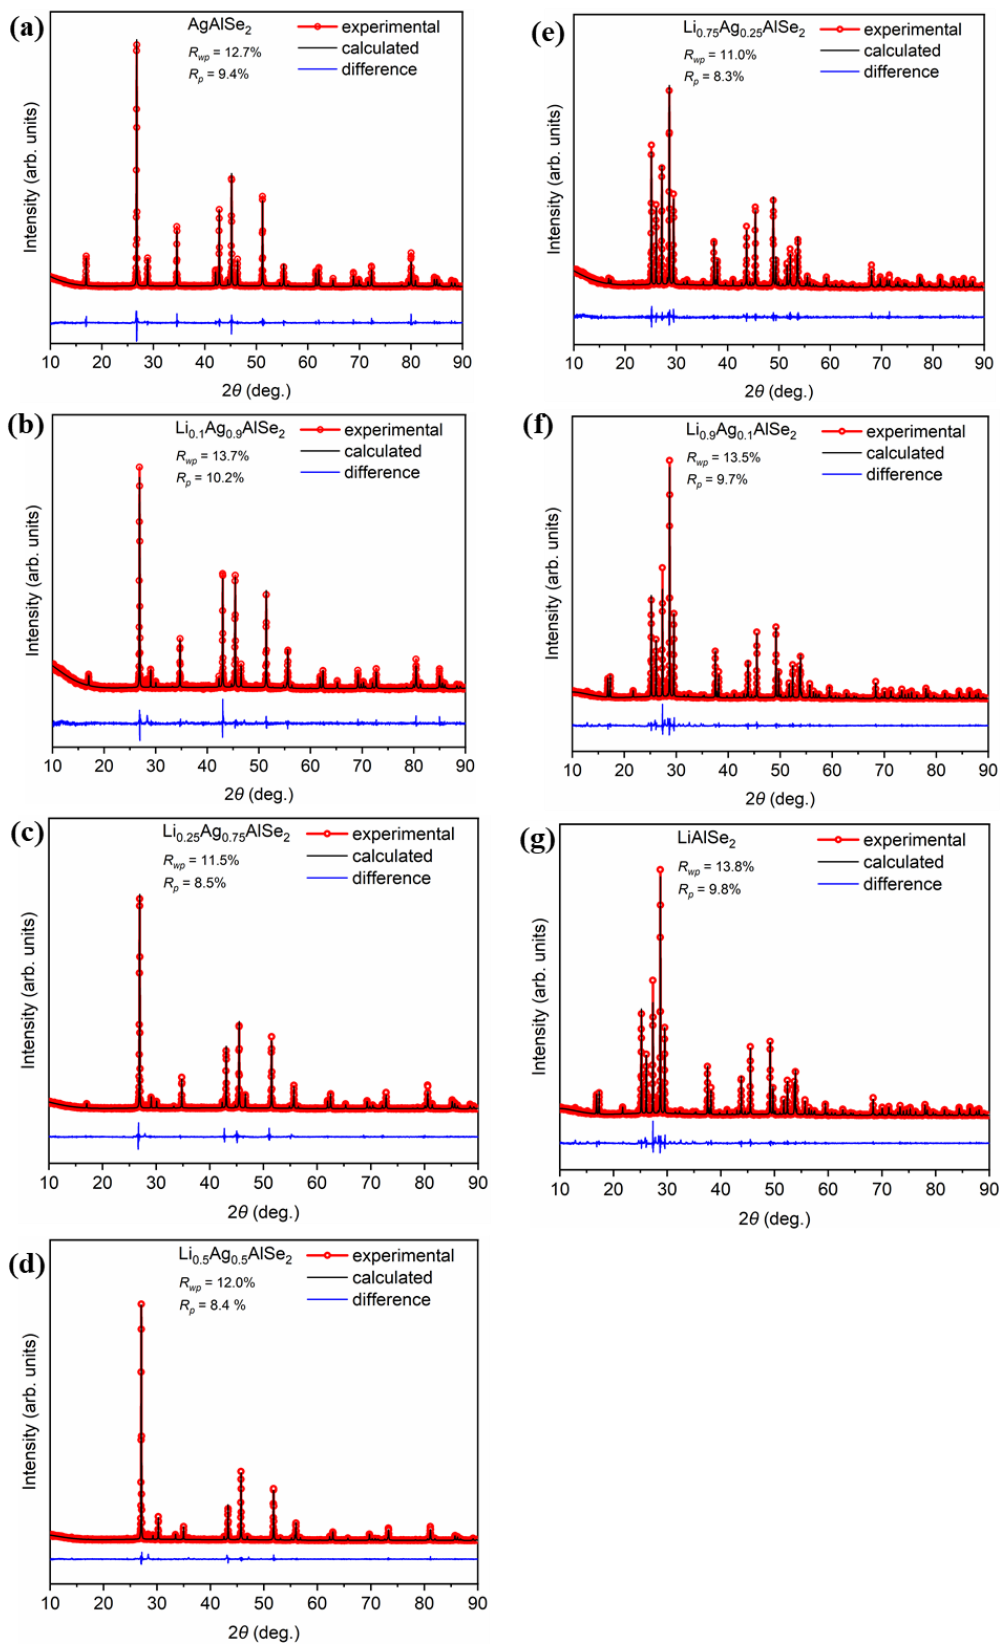 (a)
AgAlSe2
Rwp = 12.7%
Rp = 9.4%
experimental
calculated
difference
Intensity (arb. units)
10 20 30 40 50 60 70 80 90
2θ (deg.)
(b)
Li0.1Ag0.9AlSe2
Rwp = 13.7%
Rp = 10.2%
experimental
calculated
difference
Intensity (arb. units)
10 20 30 40 50 60 70 80 90
2θ (deg.)
(c)
Li0.25Ag0.75AlSe2
Rwp = 11.5%
Rp = 8.5%
experimental
calculated
difference
Intensity (arb. units)
10 20 30 40 50 60 70 80 90
2θ (deg.)
(d)
Li0.5Ag0.5AlSe2
Rwp = 12.0%
Rp = 8.4 %
experimental
calculated
difference
Intensity (arb. units)
10 20 30 40 50 60 70 80 90
2θ (deg.)
(e)
Li0.75Ag0.25AlSe2
Rwp = 11.0%
Rp = 8.3%
experimental
calculated
difference
Intensity (arb. units)
10 20 30 40 50 60 70 80 90
2θ (deg.)
(f)
Li0.9Ag0.1AlSe2
Rwp = 13.5%
Rp = 9.7%
experimental
calculated
difference
Intensity (arb. units)
10 20 30 40 50 60 70 80 90
2θ (deg.)
(g)
LiAlSe2
Rwp = 13.8%
Rp = 9.8%
experimental
calculated
difference
Intensity (arb. units)
10 20 30 40 50 60 70 80 90
2θ (deg.)